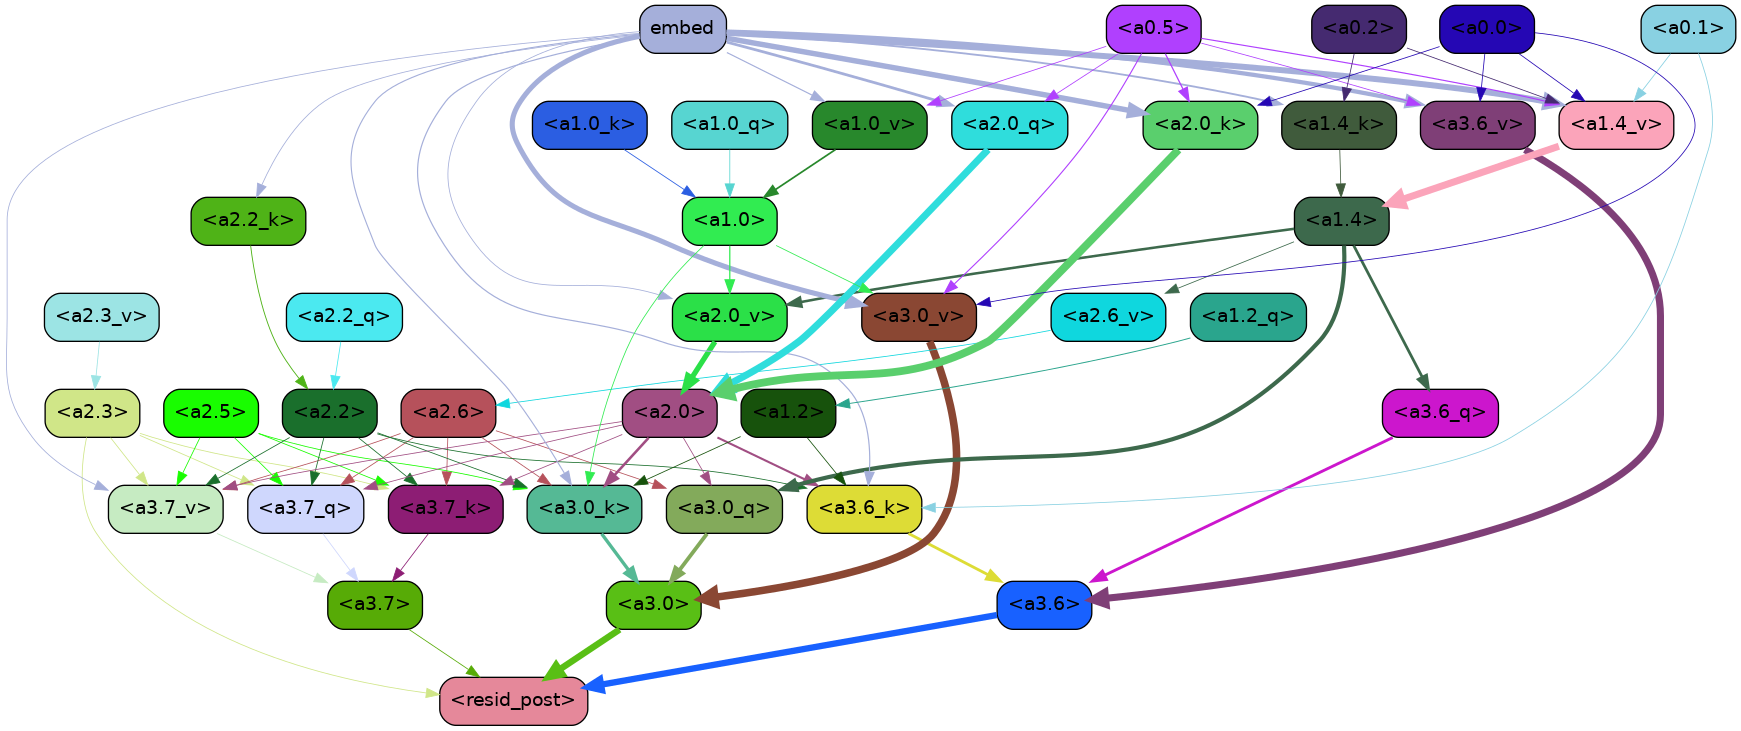 embed
<a0.5>
<a0.2>
<a0.0>
<a0.1>
<a1.0_k>
<a1.0_q>
<a1.0_v>
<a2.0_q>
<a2.0_k>
<a1.4_k>
<a3.6_v>
<a1.4_v>
<a2.2_k>
<a1.0>
<a1.4>
<a2.3_v>
<a2.2_q>
<a2.0_v>
<a3.0_v>
<a2.6_v>
<a1.2_q>
<a2.3>
<a2.5>
<a2.2>
<a2.6>
<a2.0>
<a1.2>
<a3.6_q>
<a3.7_v>
<a3.7_q>
<a3.7_k>
<a3.0_k>
<a3.0_q>
<a3.6_k>
<a3.7>
<a3.0>
<a3.6>
<resid_post>